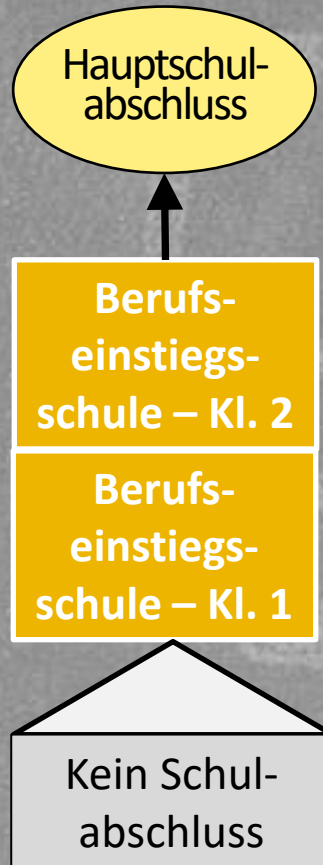 Hauptschul-
abschluss
Berufs-
einstiegs-
schule – Kl. 2
Berufs-
einstiegs-
schule – Kl. 1
Kein Schul-
abschluss